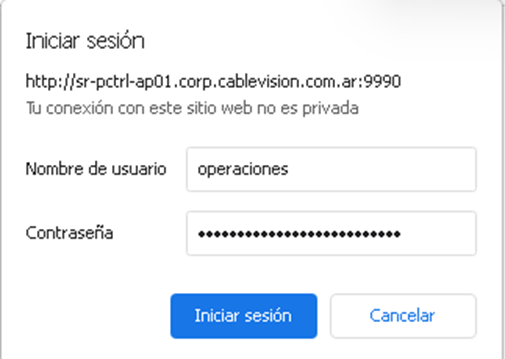 Iniciar sesión
http://sr-pctrl-ap01.corp.cablevision.com.ar:9990
Tu conexión con este sitio web no es privada
Nombre de usuario operaciones
Contraseña ••••••••••••••••••••••••••
Iniciar sesión Cancelar